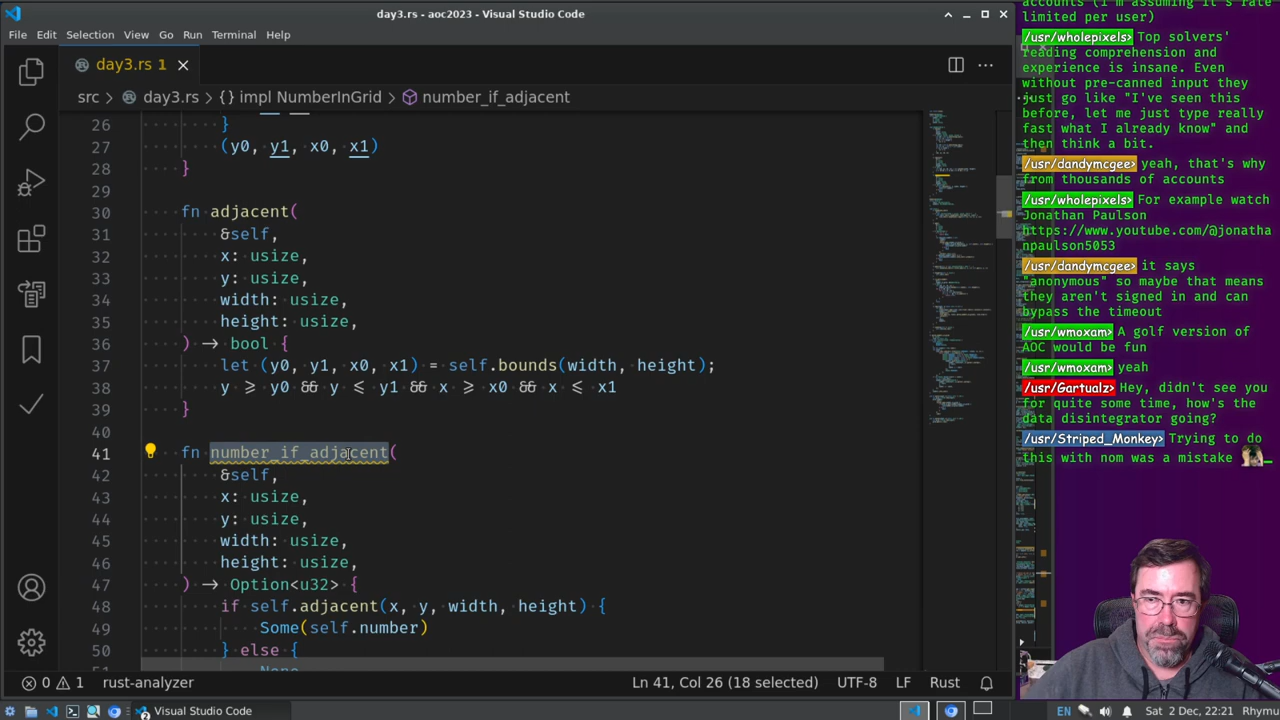 day3.rs - aoc2023 - Visual Studio Code
File Edit Selection View Go Run Terminal Help
day3.rs 1
src > day3.rs > {} impl NumberInGrid > number_if_adjacent
26 }
27 (y0, y1, x0, x1)
28 }
29
30 fn adjacent(
31 &self,
32 x: usize,
33 y: usize,
34 width: usize,
35 height: usize,
36 ) → bool {
37 let (y0, y1, x0, x1) = self.bounds(width, height);
38 y ≥ y0 && y ≤ y1 && x ≥ x0 && x ≤ x1
39 }
40
41 fn number_if_adjacent(
42 &self,
43 x: usize,
44 y: usize,
45 width: usize,
46 height: usize,
47 ) → Option<u32> {
48 if self.adjacent(x, y, width, height) {
49 Some(self.number)
50 } else {
51 None
0 1 rust-analyzer Ln 41, Col 26 (18 selected) UTF-8 LF Rust
2 Visual Studio Code EN Sat 2 Dec, 22:21 Rhymu
accounts (i'm assuming it's rate
limited per user)
/usr/wholepixels> Top solvers'
reading comprehension and
experience is insane. Even
without pre-canned input they
just go like "I've seen this
before, let me just type really
fast what I already know" and
then think a bit.
/usr/dandymcgee> yeah, that's why
from thousands of accounts
/usr/wholepixels> For example watch
Jonathan Paulson
https://www.youtube.com/@jonatha
npaulson5053
/usr/dandymcgee> it says
"anonymous" so maybe that means
they aren't signed in and can
bypass the timeout
/usr/wmoxam> A golf version of
AOC would be fun
/usr/wmoxam> yeah
/usr/Gartualz> Hey, didn't see you
for quite some time, how's the
data disintegrator going?
/usr/Striped_Monkey> Trying to do
this with nom was a mistake